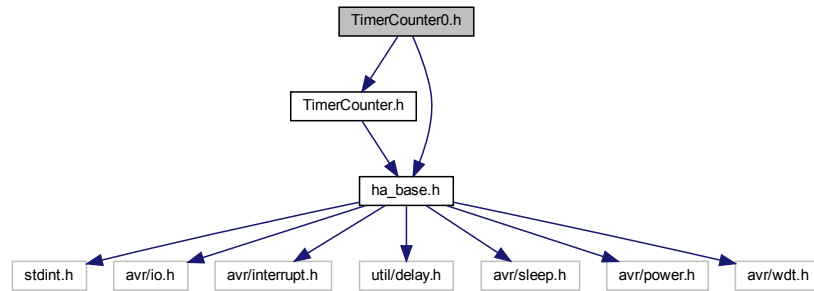 TimerCounter0.h
TimerCounter.h
ha_base.h
stdint.h
avr/io.h
avr/interrupt.h
util/delay.h
avr/sleep.h
avr/power.h
avr/wdt.h